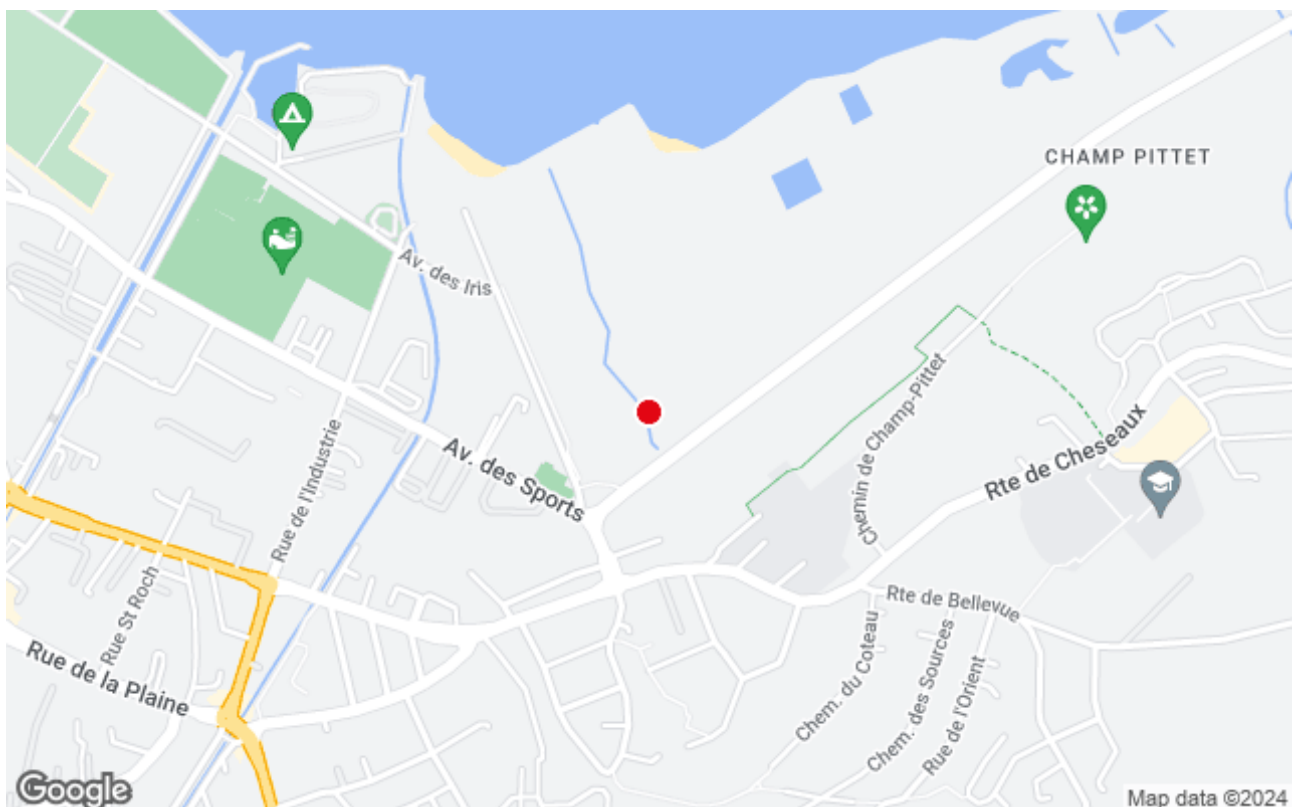 CHAMP PITTET
Av. des Iris
Chemin de Champ-Pittet
Rte de Cheseaux
Av. des Sports
Rue de l'Industrie
Rue St Roch
Rte de Bellevue
Rue de la Plaine
Chem. du Coteau
Chem. des Sources
Rue de l'Orient
Google
Map data ©2024